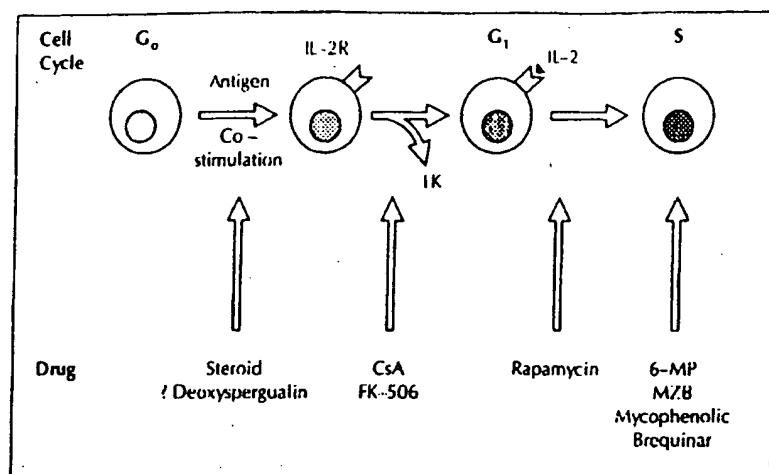 Cell G₀ IL-2R G₁ IL-2 S
Cycle
Antigen
Co-
stimulation
IK
Drug Steroid CsA Rapamycin 6-MP
? Deoxyspergualin FK-506 MZB
Mycophenolic
Brequinar